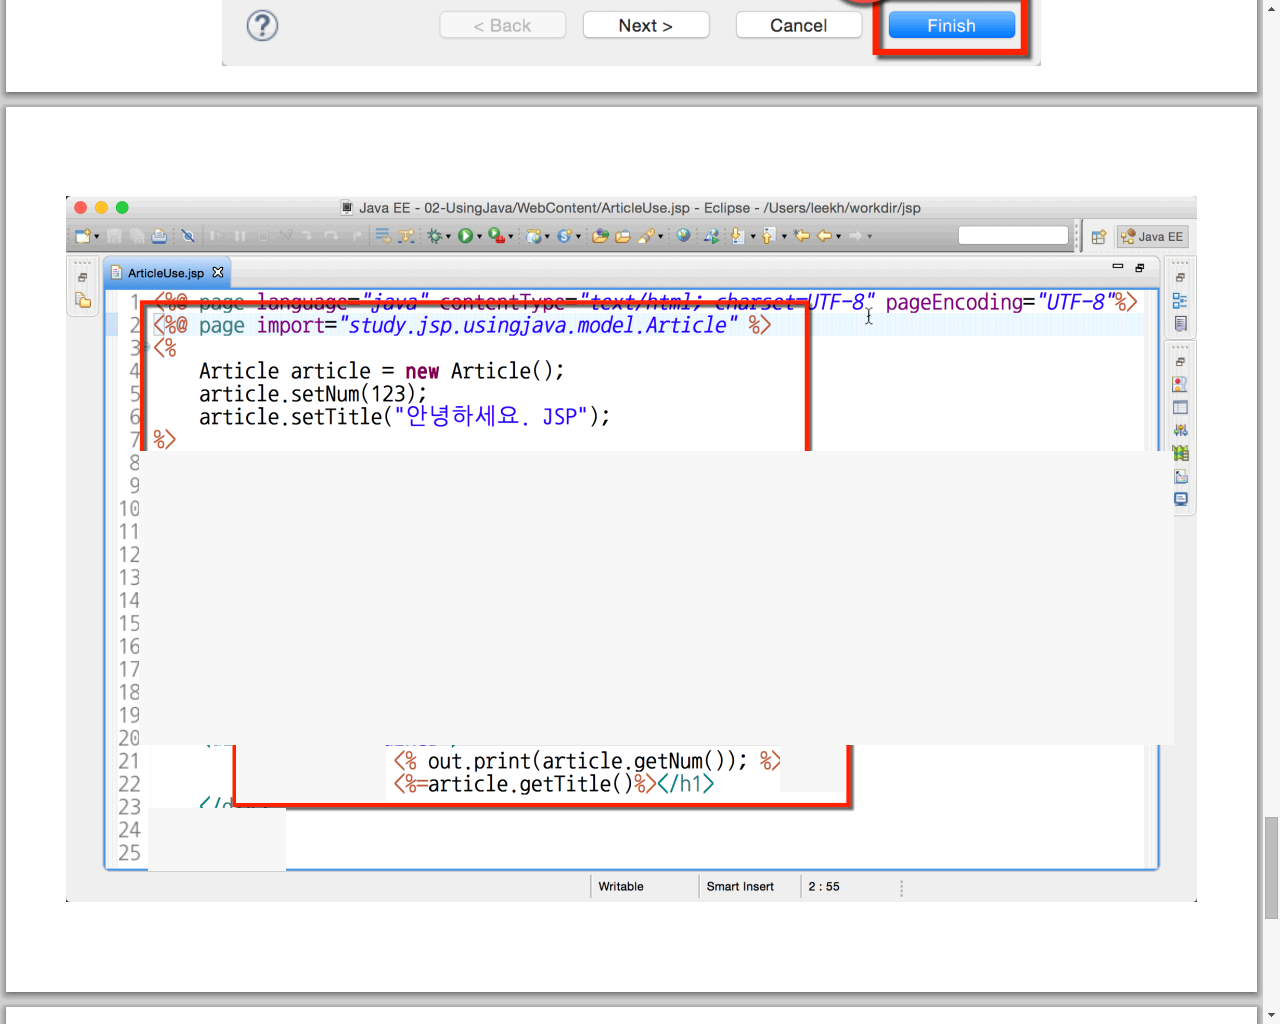 < Back
Next >
Cancel
Finish
Java EE - 02-UsingJava/WebContent/ArticleUse.jsp - Eclipse - /Users/leekh/workdir/jsp
Java EE
ArticleUse.jsp
1 <%@ page language="java" contentType="text/html; charset=UTF-8" pageEncoding="UTF-8"%>
2 <%@ page import="study.jsp.usingjava.model.Article" %>
3 <%
4 Article article = new Article();
5 article.setNum(123);
6 article.setTitle("안녕하세요. JSP");
7 %>
8
9
10
11
12
13
14
15
16
17
18
19
20
21 <% out.print(article.getNum()); %>
22 <%=article.getTitle()%></h1>
23
24
25
Writable
Smart Insert
2 : 55